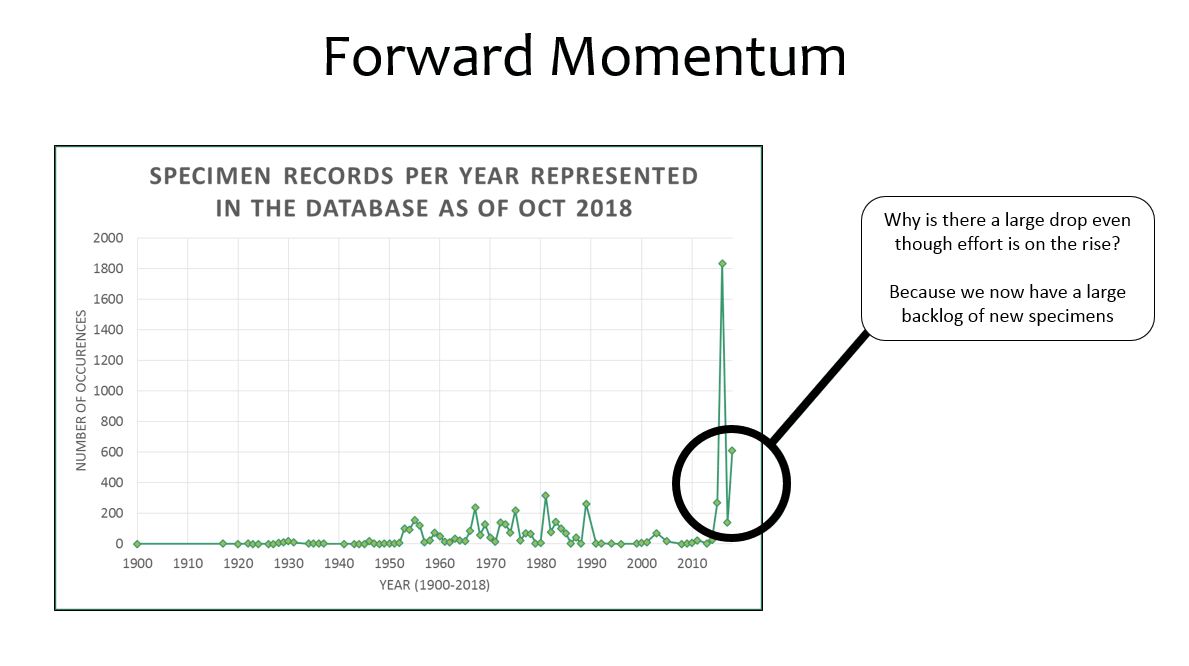 Forward Momentum
SPECIMEN RECORDS PER YEAR REPRESENTED
IN THE DATABASE AS OF OCT 2018
NUMBER OF OCCURENCES
2000
1800
1600
1400
1200
1000
800
600
400
200
0
1900 1910 1920 1930 1940 1950 1960 1970 1980 1990 2000 2010
YEAR (1900-2018)
Why is there a large drop even
though effort is on the rise?
Because we now have a large
backlog of new specimens